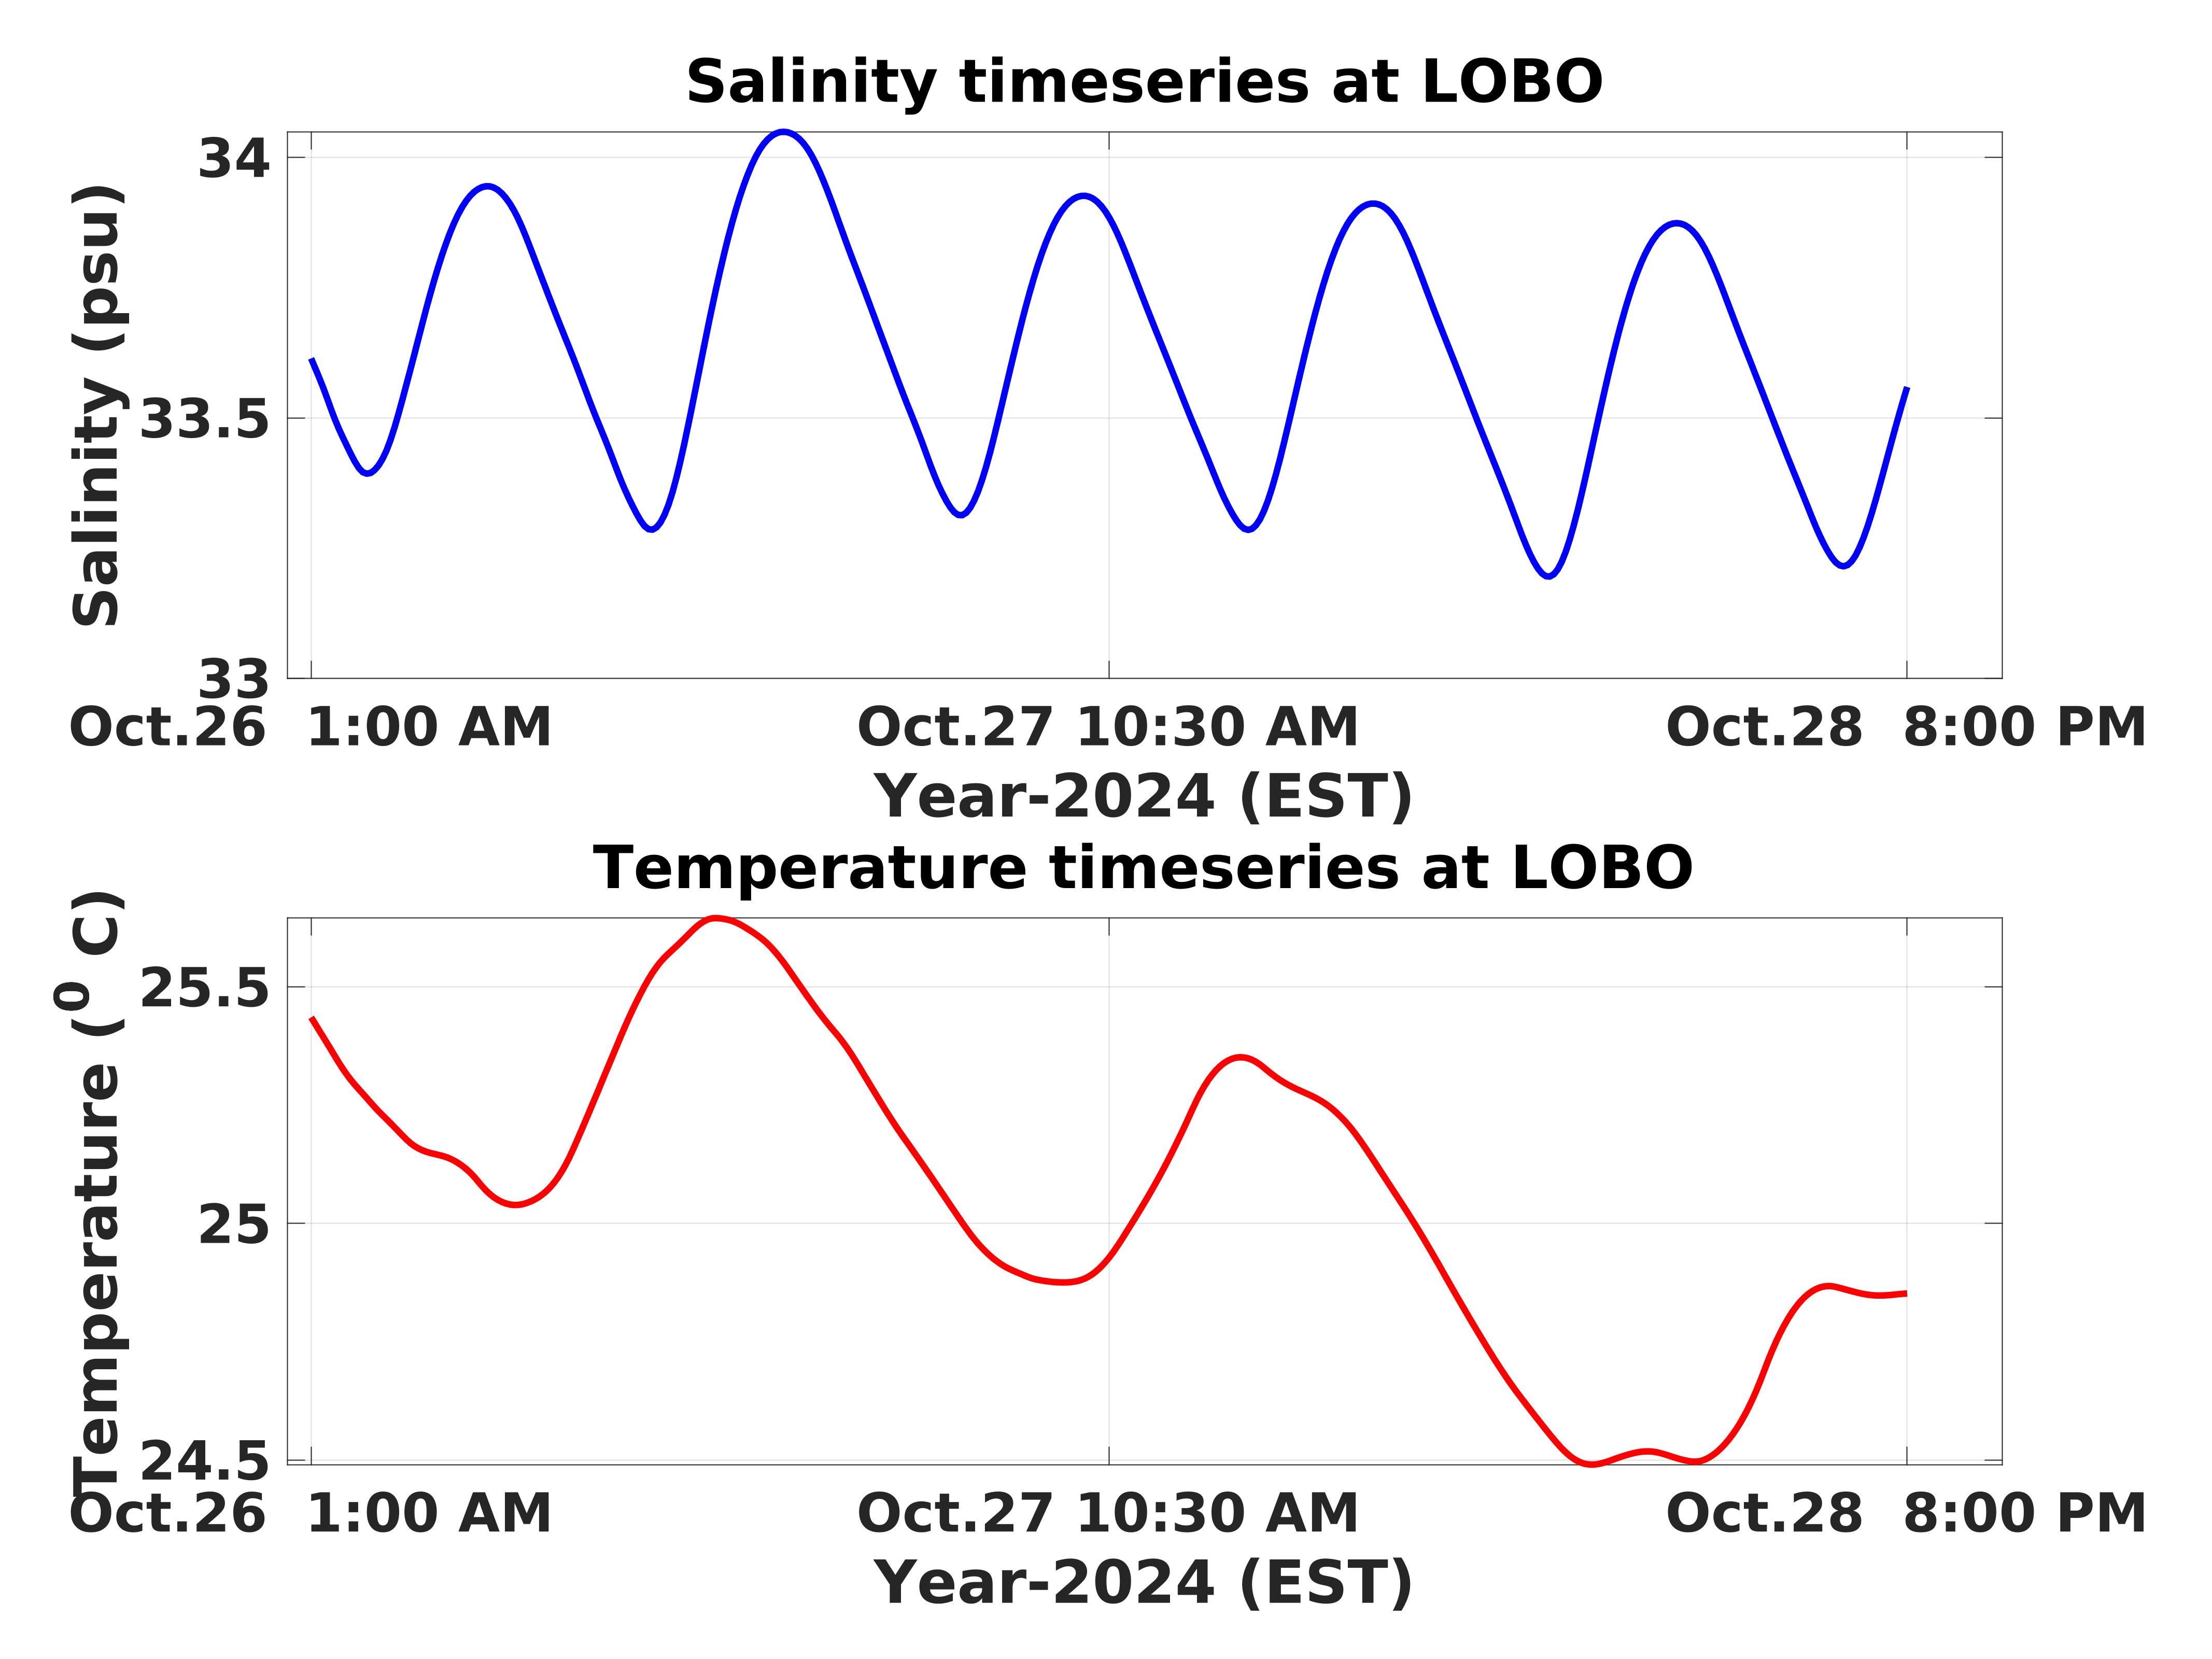 Salinity timeseries at LOBO
Salinity (psu)
34
33.5
33
Oct.26  1:00 AM
Oct.27 10:30 AM
Oct.28  8:00 PM
Year-2024 (EST)
Temperature timeseries at LOBO
Temperature (⁰ C)
25.5
25
24.5
Oct.26  1:00 AM
Oct.27 10:30 AM
Oct.28  8:00 PM
Year-2024 (EST)